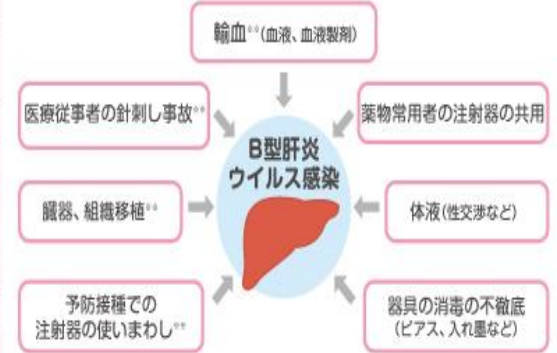 輸血※※(血液、血液製剤)
医療従事者の針刺し事故※※
薬物常用者の注射器の共用
B型肝炎
ウイルス感染
臓器、組織移植※※
体液(性交渉など)
予防接種での
注射器の使いまわし※※
器具の消毒の不徹底
(ピアス、入れ墨など)